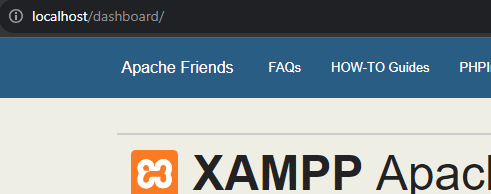 localhost/dashboard/
Apache Friends FAQs HOW-TO Guides
XAMPP